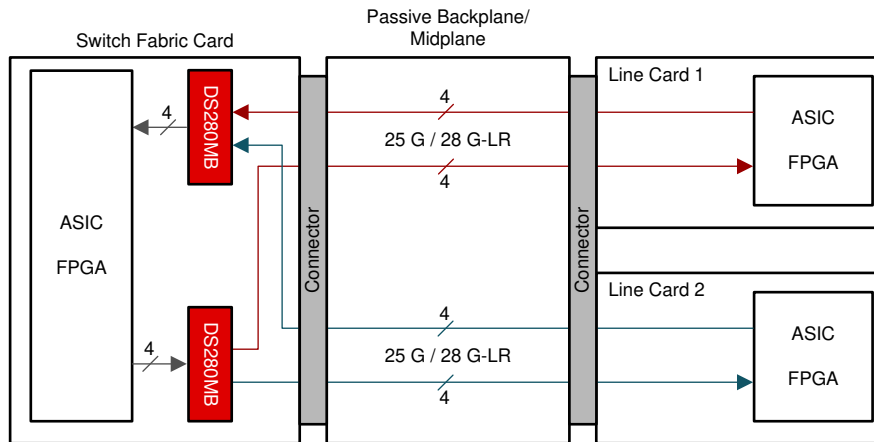 Passive Backplane/
Midplane
Switch Fabric Card
Line Card 1
DS280MB
4
4
25 G / 28 G-LR
4
ASIC
FPGA
ASIC
FPGA
Connector
Connector
Line Card 2
DS280MB
4
4
25 G / 28 G-LR
4
ASIC
FPGA